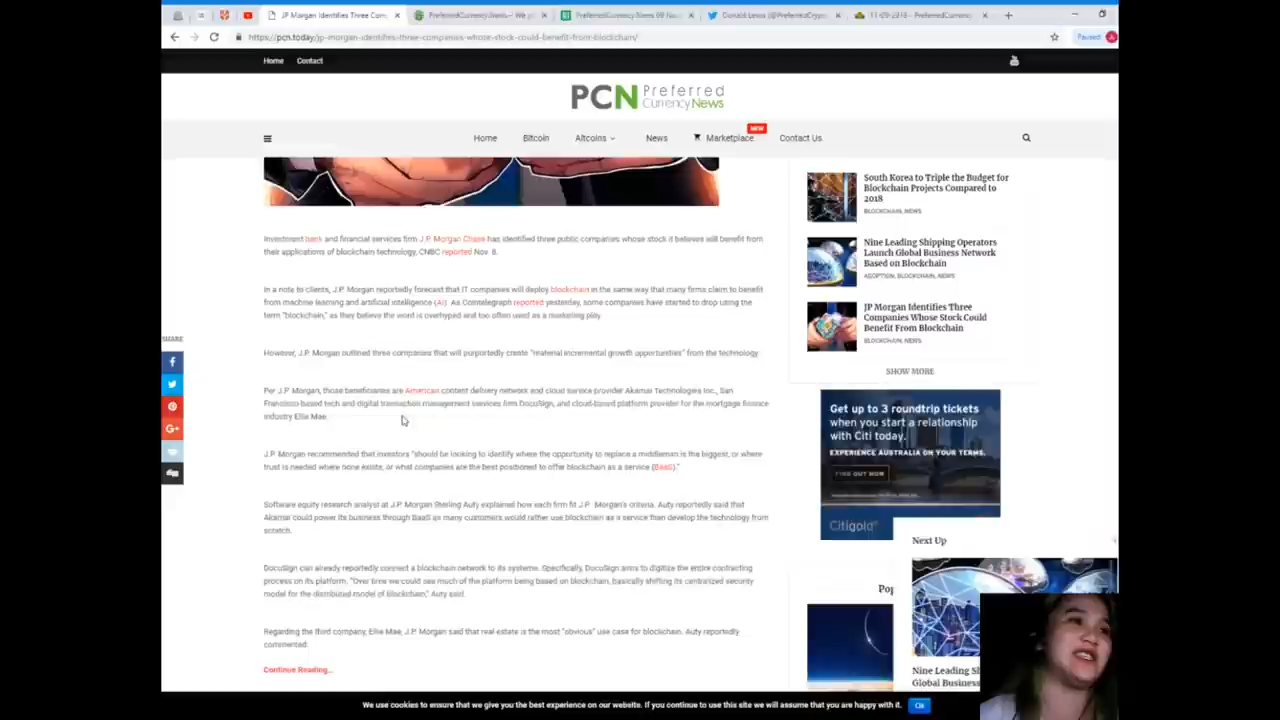 JP Morgan Identifies Three Com
PreferredCurrency.News - We p
PreferredCurrency.News 09 Nov
Donald Lewis (@PreferredCryp
11-09-2018 - PreferredCurrency.
https://pcn.today/jp-morgan-identifies-three-companies-whose-stock-could-benefit-from-blockchain/
Paused
Home Contact
PCN Preferred
Currency News
Home Bitcoin Altcoins News Marketplace NEW Contact Us
Investment bank and financial services firm J.P. Morgan Chase has identified three public companies whose stock it believes will benefit from
their applications of blockchain technology, CNBC reported Nov. 8.
In a note to clients, J.P. Morgan reportedly forecast that IT companies will deploy blockchain in the same way that many firms claim to benefit
from machine learning and artificial intelligence (AI). As Cointelegraph reported yesterday, some companies have started to drop using the
term "blockchain," as they believe the word is overhyped and too often used as a marketing ploy.
However, J.P. Morgan outlined three companies that will purportedly create "material incremental growth opportunities" from the technology.
SHARE
Per J.P. Morgan, those beneficiaries are American content delivery network and cloud service provider Akamai Technologies Inc., San
Francisco-based tech and digital transaction management services firm DocuSign, and cloud-based platform provider for the mortgage finance
industry Ellie Mae.
J.P. Morgan recommended that investors "should be looking to identify where the opportunity to replace a middleman is the biggest, or where
trust is needed where none exists, or what companies are the best positioned to offer blockchain as a service (BaaS)."
Software equity research analyst at J.P. Morgan Sterling Auty explained how each firm fit J.P. Morgan's criteria. Auty reportedly said that
Akamai could power its business through BaaS as many customers would rather use blockchain as a service than develop the technology from
scratch.
DocuSign can already reportedly connect a blockchain network to its systems. Specifically, DocuSign aims to digitize the entire contracting
process on its platform. "Over time we could see much of the platform being based on blockchain, basically shifting its centralized security
model for the distributed model of blockchain," Auty said.
Regarding the third company, Ellie Mae, J.P. Morgan said that real estate is the most "obvious" use case for blockchain. Auty reportedly
commented:
Continue Reading...
South Korea to Triple the Budget for
Blockchain Projects Compared to
2018
BLOCKCHAIN, NEWS
Nine Leading Shipping Operators
Launch Global Business Network
Based on Blockchain
ADOPTION, BLOCKCHAIN, NEWS
JP Morgan Identifies Three
Companies Whose Stock Could
Benefit From Blockchain
BLOCKCHAIN, NEWS
SHOW MORE
Get up to 3 roundtrip tickets
when you start a relationship
with Citi today.
EXPERIENCE AUSTRALIA ON YOUR TERMS.
FIND OUT NOW
Citigold
Next Up
Pop
Nine Leading Sh
Global Business
We use cookies to ensure that we give you the best experience on our website. If you continue to use this site we will assume that you are happy with it.
Ok